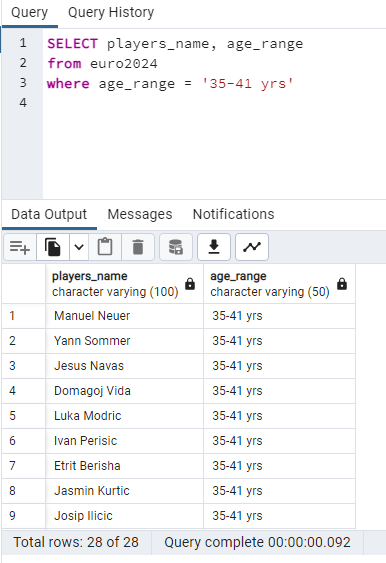 Query Query History
1 SELECT players_name, age_range
2 from euro2024
3 where age_range = '35-41 yrs'
4
Data Output Messages Notifications
players_name age_range
character varying (100) character varying (50)
1 Manuel Neuer 35-41 yrs
2 Yann Sommer 35-41 yrs
3 Jesus Navas 35-41 yrs
4 Domagoj Vida 35-41 yrs
5 Luka Modric 35-41 yrs
6 Ivan Perisic 35-41 yrs
7 Etrit Berisha 35-41 yrs
8 Jasmin Kurtic 35-41 yrs
9 Josip Ilicic 35-41 yrs
Total rows: 28 of 28 Query complete 00:00:00.092